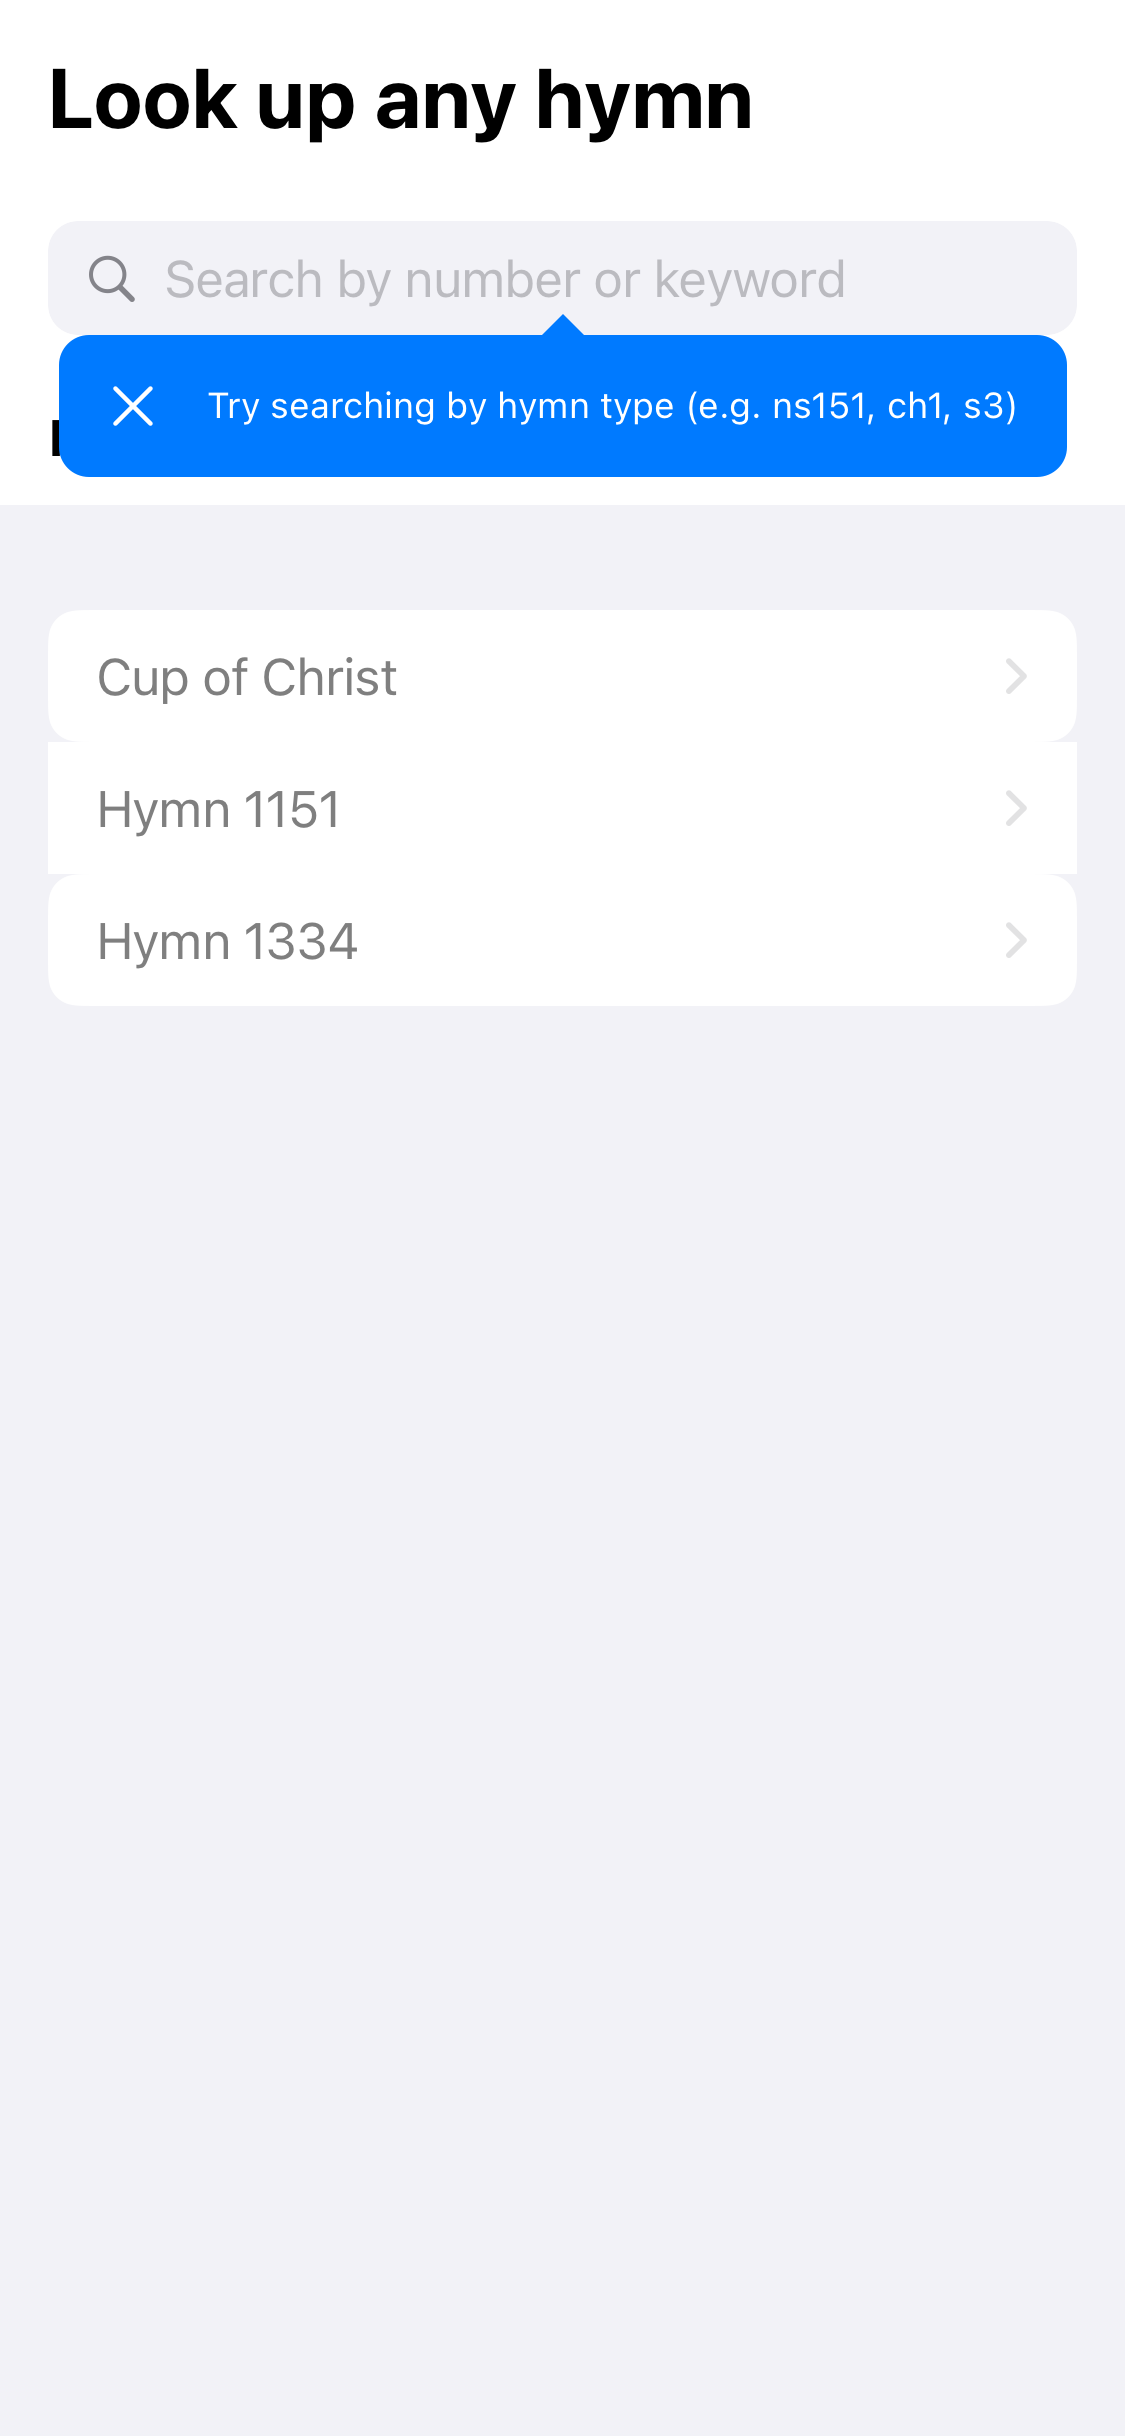 Look up any hymn
Search by number or keyword
Try searching by hymn type (e.g. ns151, ch1, s3)
Cup of Christ
Hymn 1151
Hymn 1334